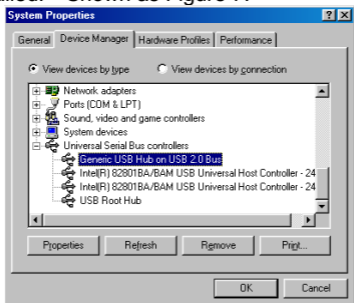 Shown as Figure 7.
System Properties
General Device Manager Hardware Profiles Performance
View devices by type View devices by connection
Network adapters
Ports (COM & LPT)
Sound, video and game controllers
System devices
Universal Serial Bus controllers
Generic USB Hub on USB 2.0 Bus
Intel(R) 82801BA/BAM USB Universal Host Controller - 24
Intel(R) 82801BA/BAM USB Universal Host Controller - 24
USB Root Hub
Properties Refresh Remove Print...
OK Cancel